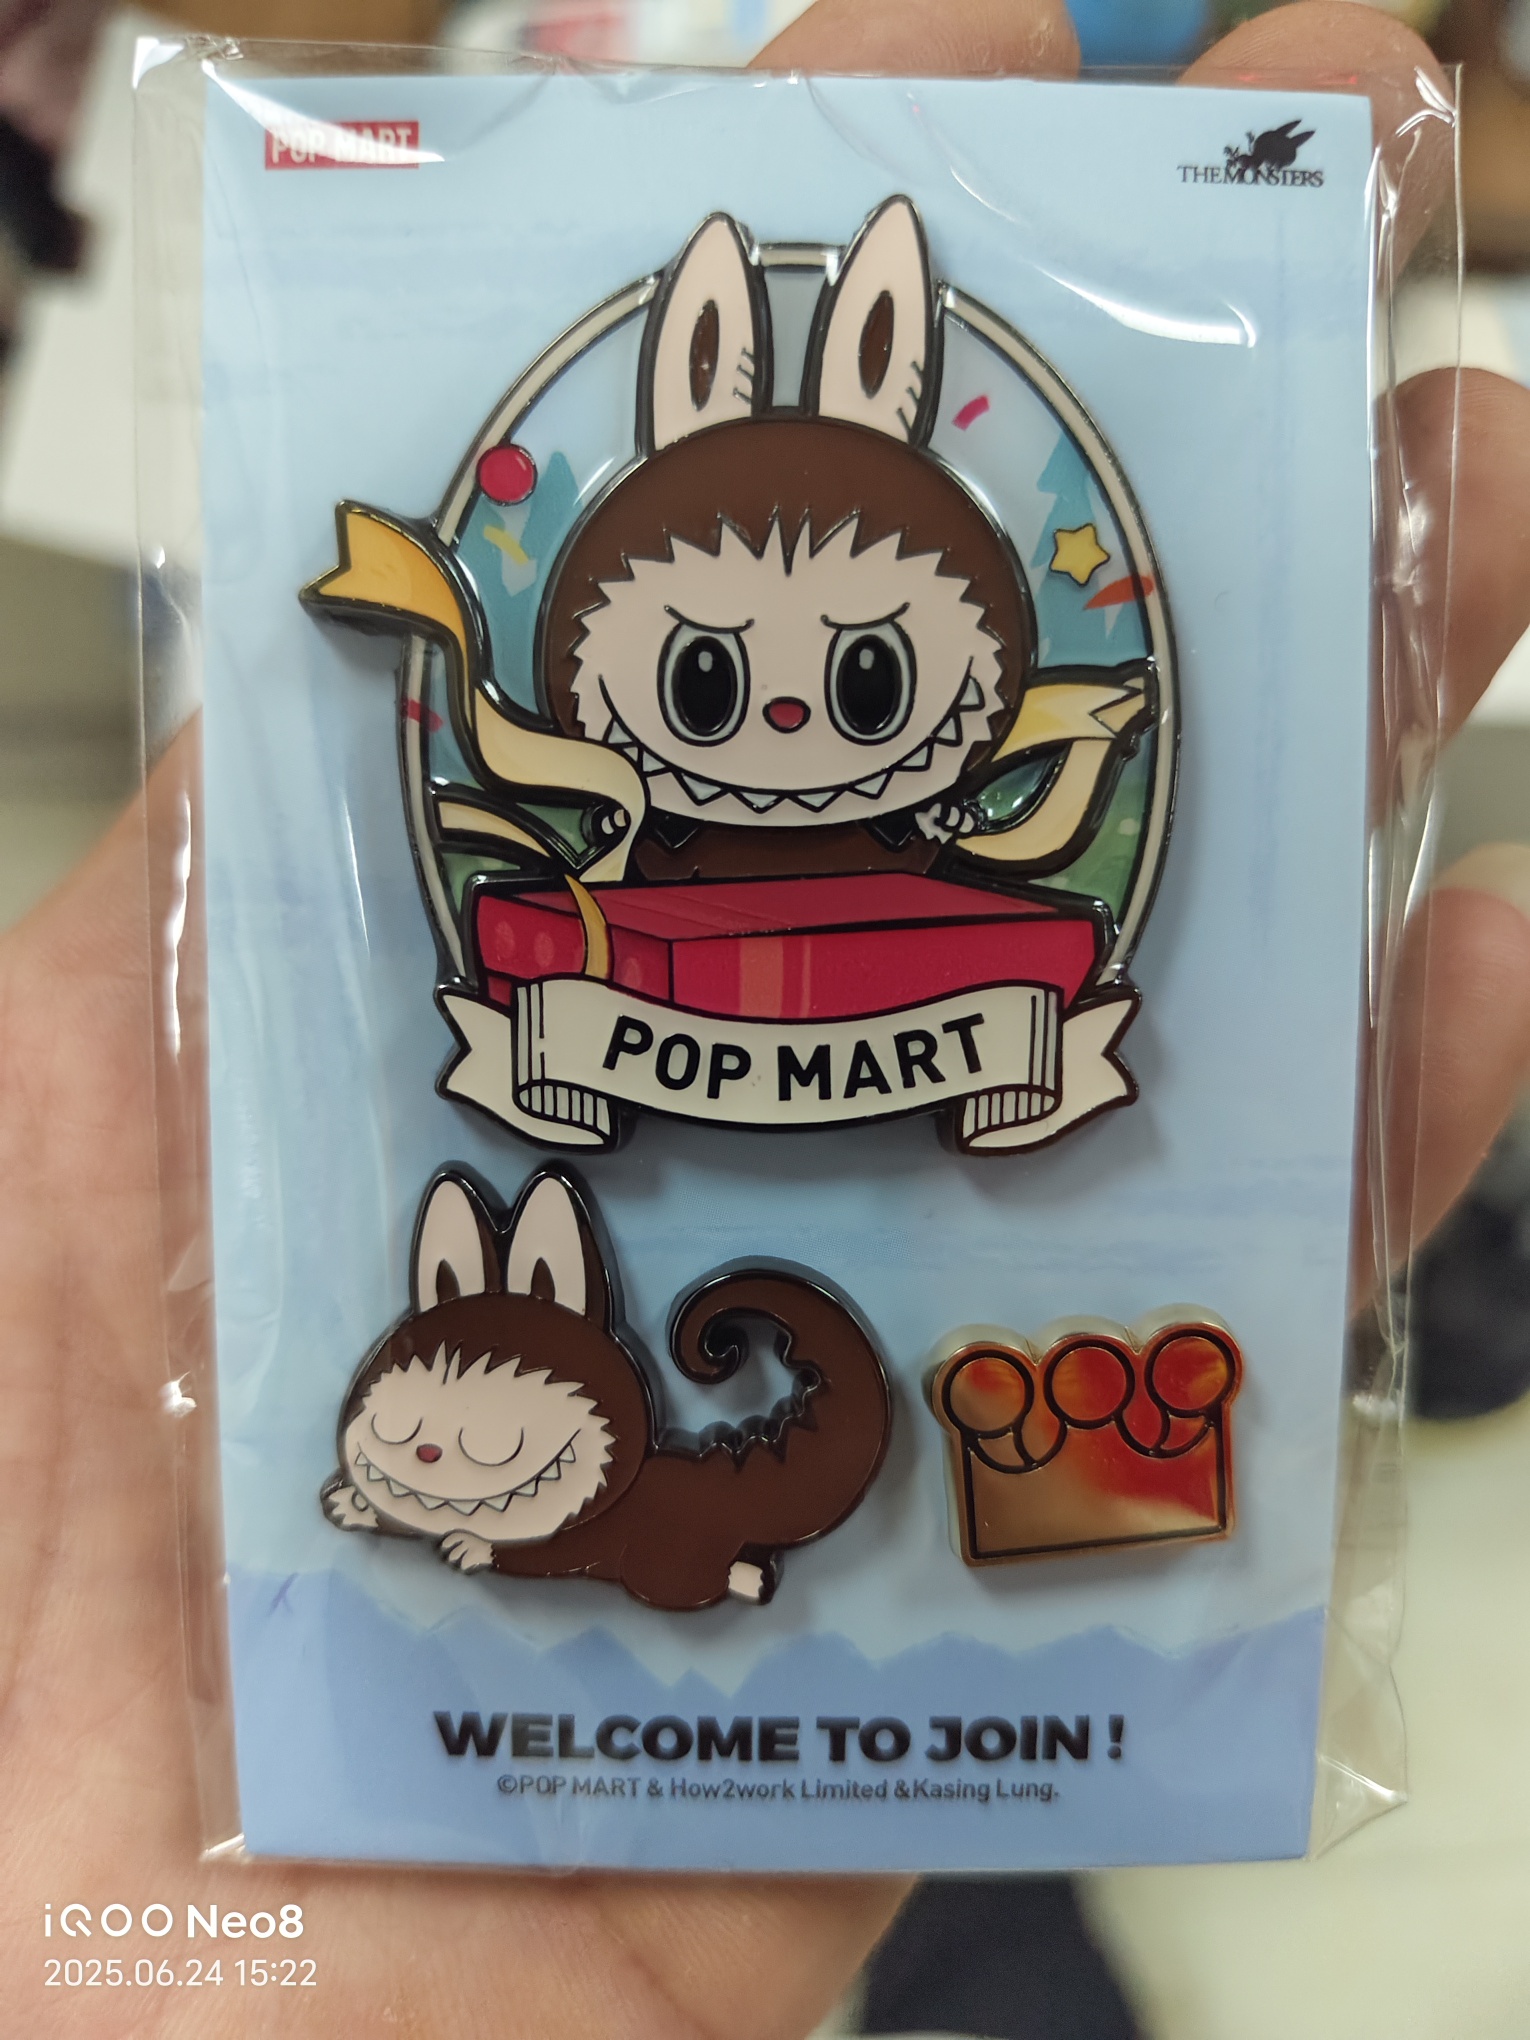 POP MART
THE MONSTERS
POP MART
WELCOME TO JOIN !
©POP MART & How2work Limited &Kasing Lung.
iQOO Neo8
2025.06.24 15:22